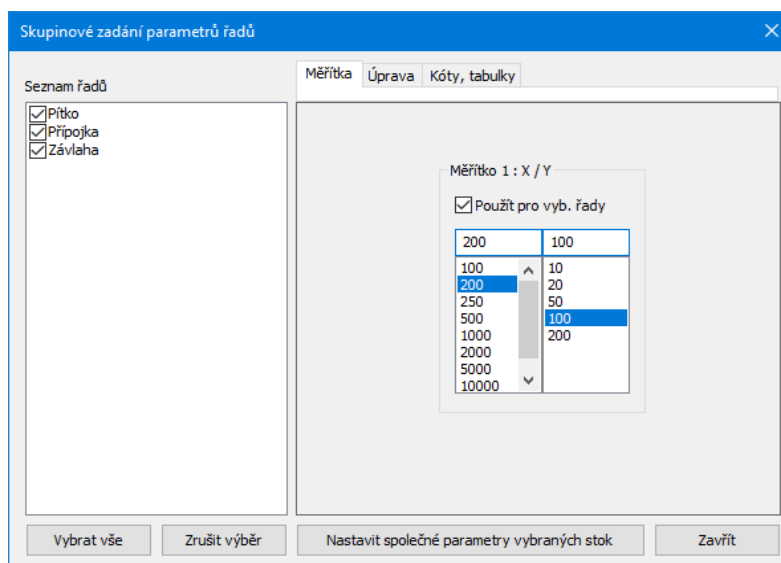 Skupinové zadání parametrů řadů
Seznam řadů
Pítko
Přípojka
Závlaha
Měřítka Úprava Kóty, tabulky
Měřítko 1 : X / Y
Použít pro vyb. řady
200 100
100 10
200 20
250 50
500 100
1000 200
2000
5000
10000
Vybrat vše Zrušit výběr Nastavit společné parametry vybraných stok Zavřít